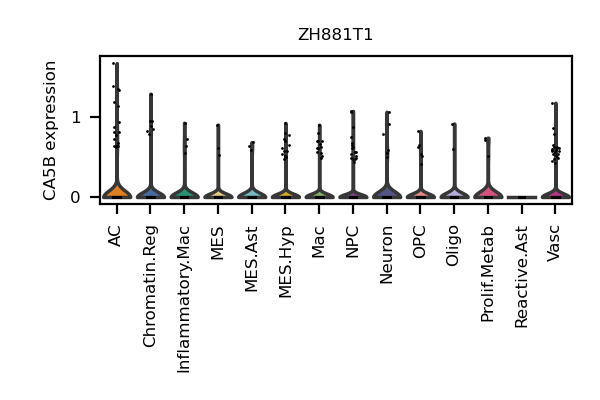 ZH881T1
CA5B expression
1
0
AC
Chromatin.Reg
Inflammatory.Mac
MES
MES.Ast
MES.Hyp
Mac
NPC
Neuron
OPC
Oligo
Prolif.Metab
Reactive.Ast
Vasc